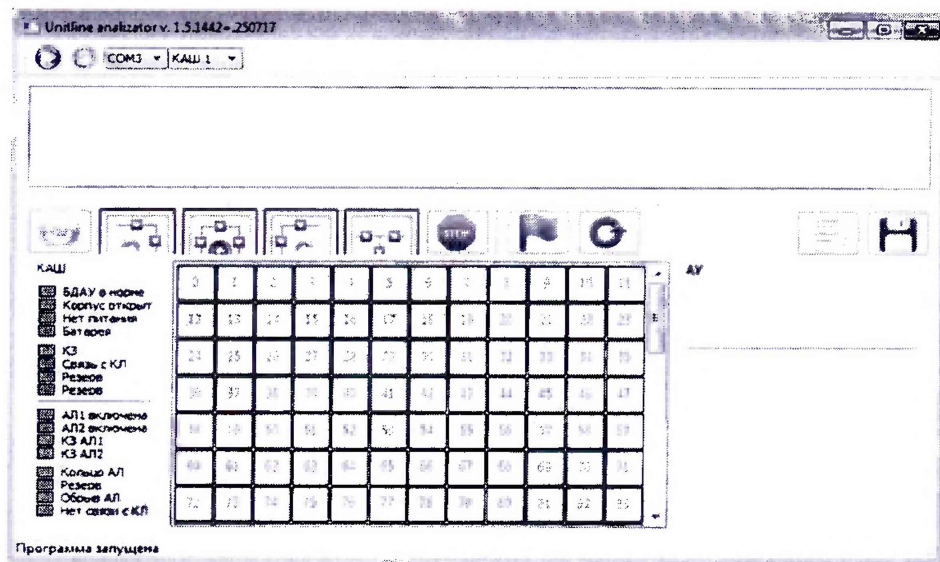 Unitline analizator v. 1.5.1442 - 250717
COM3 КАШ 1
STOP
КАШ АУ
БДАУ в норме
Корпус открыт
Нет питания
Батарея
КЗ
Связь с КЛ
Резерв
Резерв
АЛ1 включена
АЛ2 включена
КЗ АЛ1
КЗ АЛ2
Кольцо АЛ
Резерв
Обрыв АЛ
Нет связи с КЛ
0 1 2 3 4 5 6 7 8 9 10 11
12 13 14 15 16 17 18 19 20 21 22 23
24 25 26 27 28 29 30 31 32 33 34 35
36 37 38 39 40 41 42 43 44 45 46 47
48 49 50 51 52 53 54 55 56 57 58 59
60 61 62 63 64 65 66 67 68 69 70 71
72 73 74 75 76 77 78 79 80 81 82 83
Программа запущена